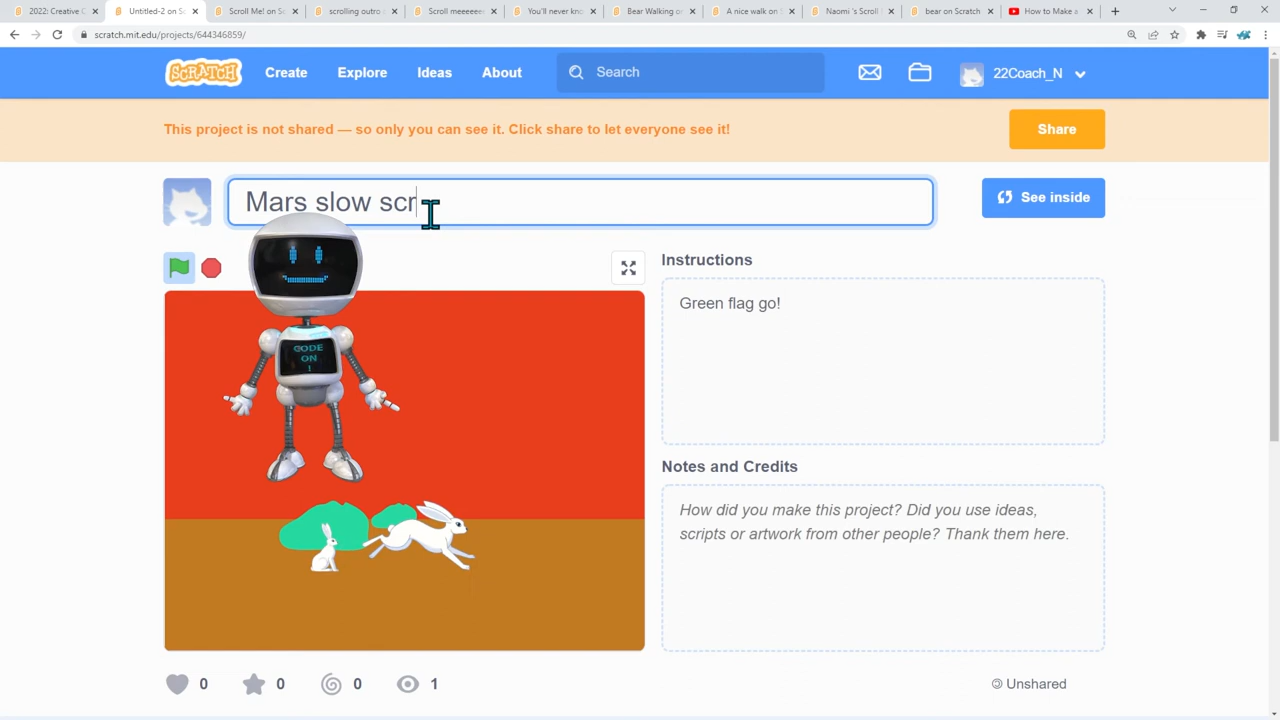 2022: Creative C
Untitled-2 on Sc
Scroll Me! on Sc
scrolling outro o
Scroll meeeeee
You'll never kno
Bear Walking on
A nice walk on S
Naomi 's Scroll
bear on Scratch
How to Make a
scratch.mit.edu/projects/644346859/
SCRATCH
Create
Explore
Ideas
About
Search
22Coach_N
This project is not shared — so only you can see it. Click share to let everyone see it!
Share
Mars slow scr
See inside
Instructions
Green flag go!
CODE
ON
!
Notes and Credits
How did you make this project? Did you use ideas,
scripts or artwork from other people? Thank them here.
0
0
0
1
Unshared